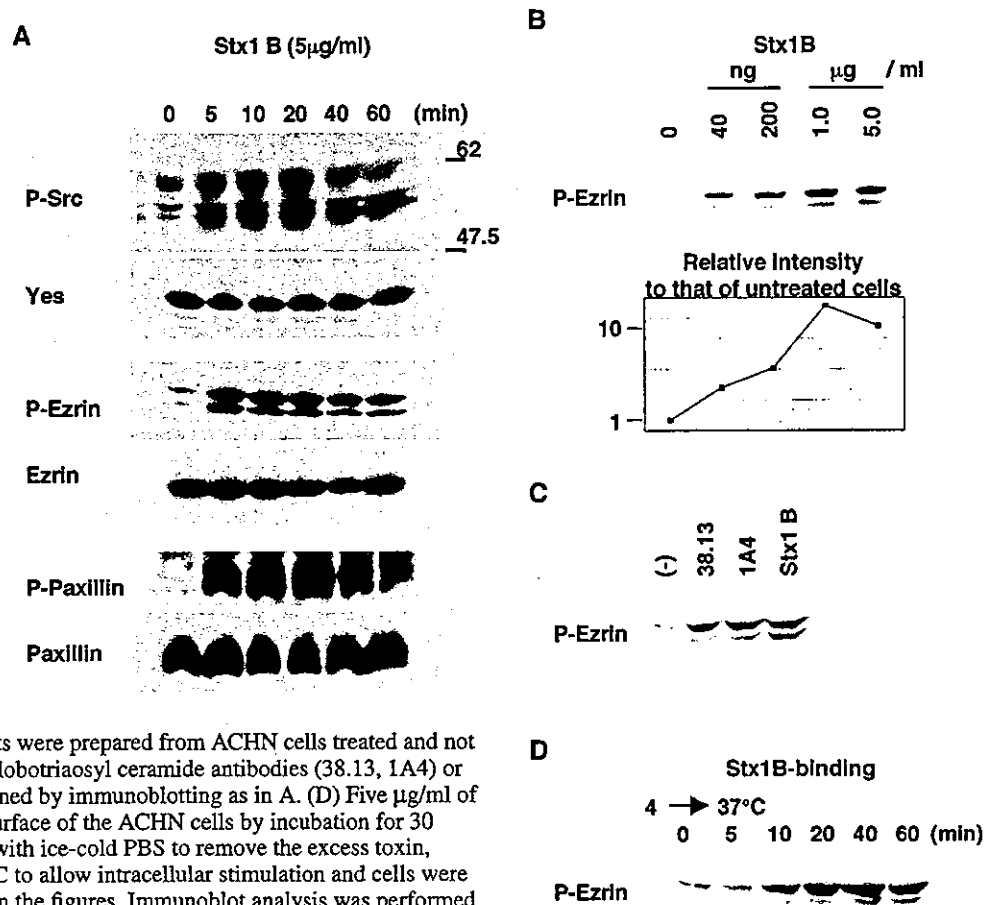 A
Stx1 B (5µg/ml)
0 5 10 20 40 60 (min)
62
P-Src
47.5
Yes
P-Ezrin
Ezrin
P-Paxillin
Paxillin
ts were prepared from ACHN cells treated and not
lobotriaosyl ceramide antibodies (38.13, 1A4) or
ned by immunoblotting as in A. (D) Five µg/ml of
urface of the ACHN cells by incubation for 30
with ice-cold PBS to remove the excess toxin,
C to allow intracellular stimulation and cells were
n the figures. Immunoblot analysis was performed
B
Stx1B
ng µg / ml
0 40 200 1.0 5.0
P-Ezrin
Relative Intensity
to that of untreated cells
10
1
C
(-) 38.13 1A4 Stx1 B
P-Ezrin
D
Stx1B-binding
4 → 37°C
0 5 10 20 40 60 (min)
P-Ezrin